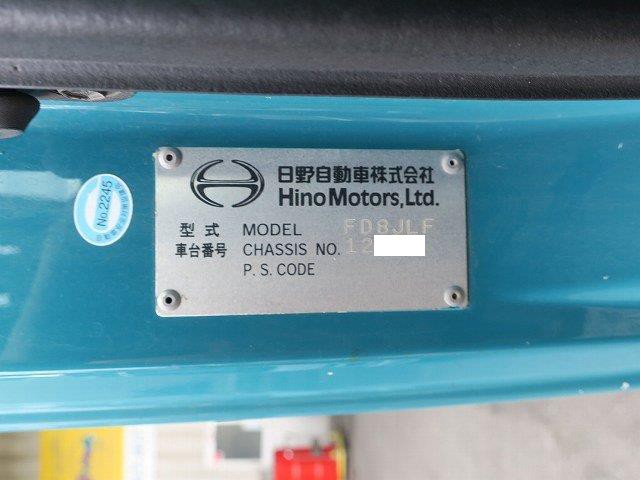 日野自動車株式会社
Hino Motors, Ltd.
型式 MODEL FD8JLF
車台番号 CHASSIS NO. 12
P.S.CODE
No.2245